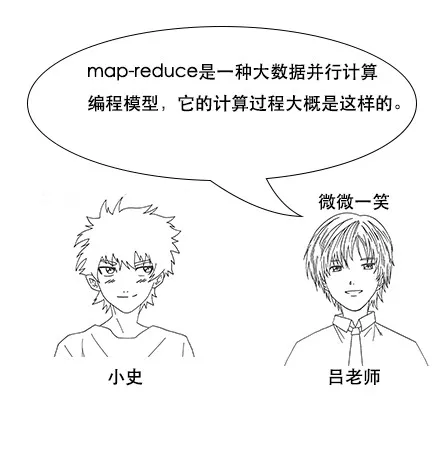 map-reduce是一种大数据并行计算
编程模型，它的计算过程大概是这样的。
微微一笑
小史
吕老师